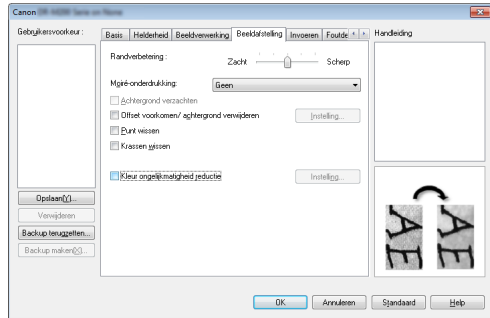 Canon
Gebruikersvoorkeur:
Basis Helderheid Beeldverwerking Beeldafstelling Invoeren Foutde
Handleiding
Randverbetering:
Zacht Scherp
Moiré-onderdrukking:
Geen
Achtergrond verzachten
Offset voorkomen/ achtergrond verwijderen
Instelling...
Punt wissen
Krassen wissen
Kleur ongelijkmatigheid reductie
Instelling...
Opslaan(Y)...
Verwijderen
Backup terugzetten...
Backup maken(X)...
AE AE
OK Annuleren Standaard Help